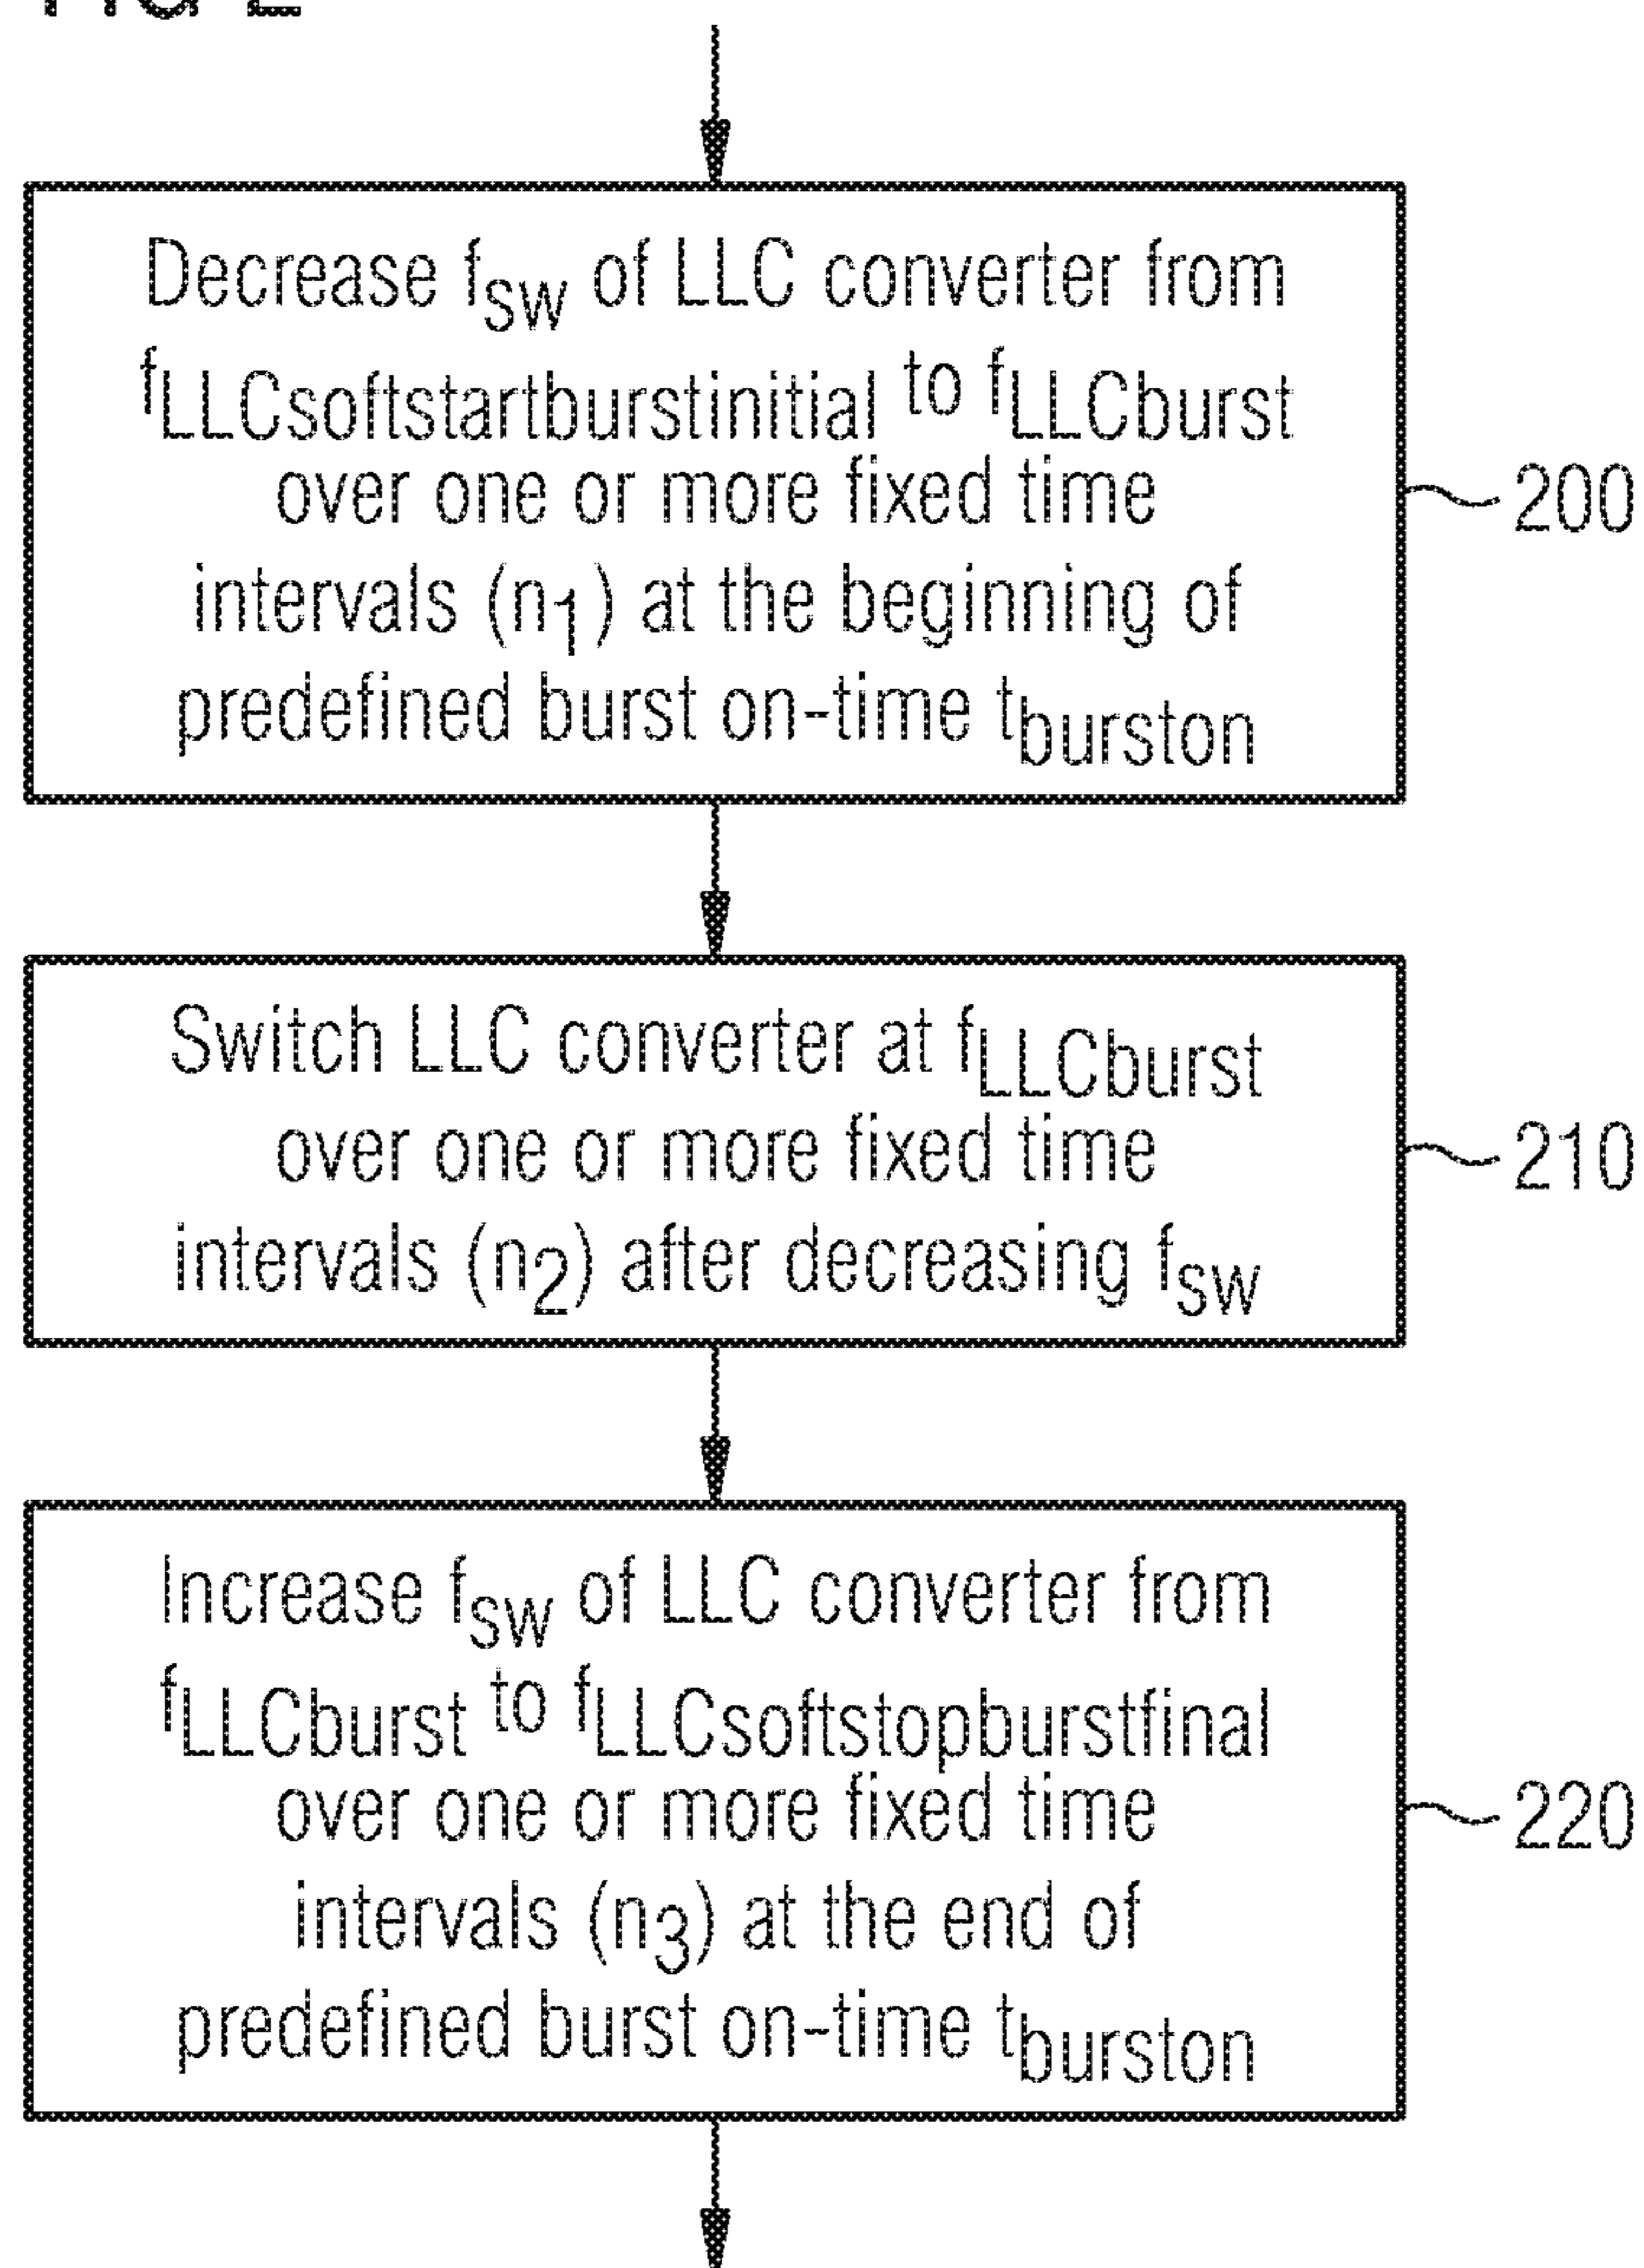 FIG 2
Decrease fsw of LLC converter from
fLLCsoftstartburstinitial to fLLCburst
over one or more fixed time
intervals (n1) at the beginning of
predefined burst on-time tburston
200
Switch LLC converter at fLLCburst
over one or more fixed time
intervals (n2) after decreasing fsw
210
Increase fsw of LLC converter from
fLLCburst to fLLCsoftstopburstfinal
over one or more fixed time
intervals (n3) at the end of
predefined burst on-time tburston
220